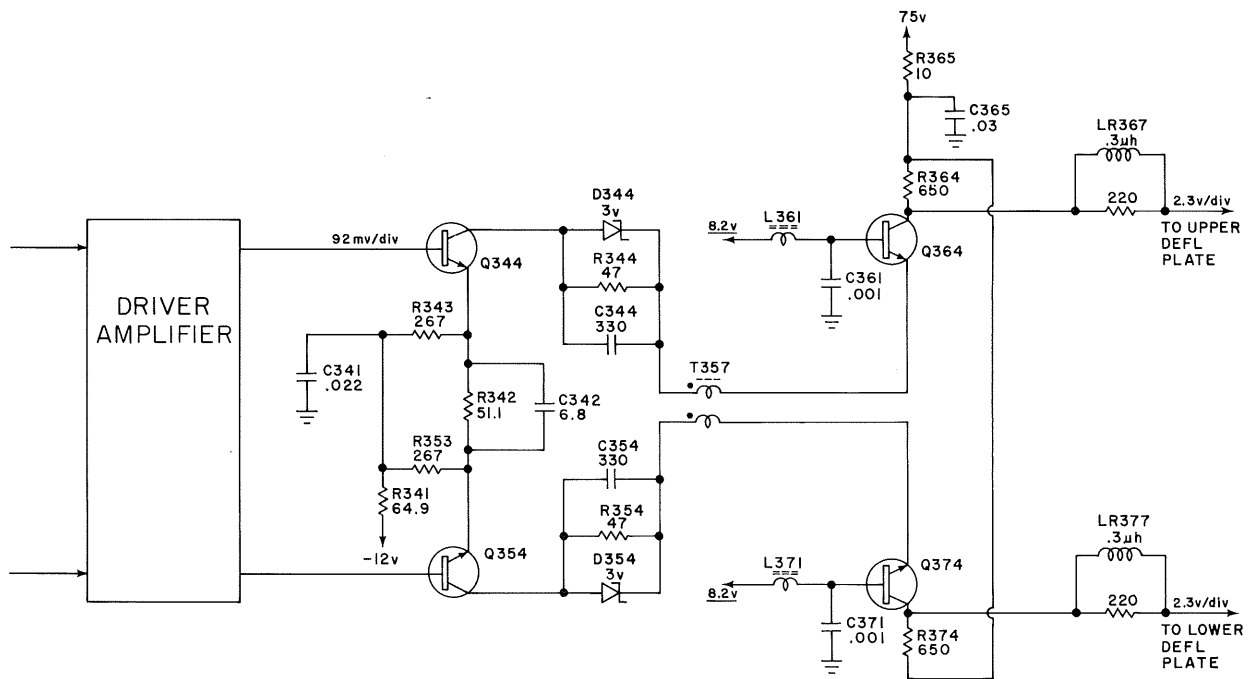 75v
R365
10
C365
.03
LR367
.3µh
R364
650
220
2.3v/div
TO UPPER
DEFL
PLATE
D344
3v
8.2v
L361
Q364
92mv/div
Q344
R344
47
C361
.001
DRIVER
AMPLIFIER
C344
330
R343
267
T357
C341
.022
R342
51.1
C342
6.8
R353
267
C354
330
R341
64.9
R354
47
-12v
Q354
D354
3v
8.2v
L371
Q374
LR377
.3µh
220
2.3v/div
C371
.001
R374
650
TO LOWER
DEFL
PLATE